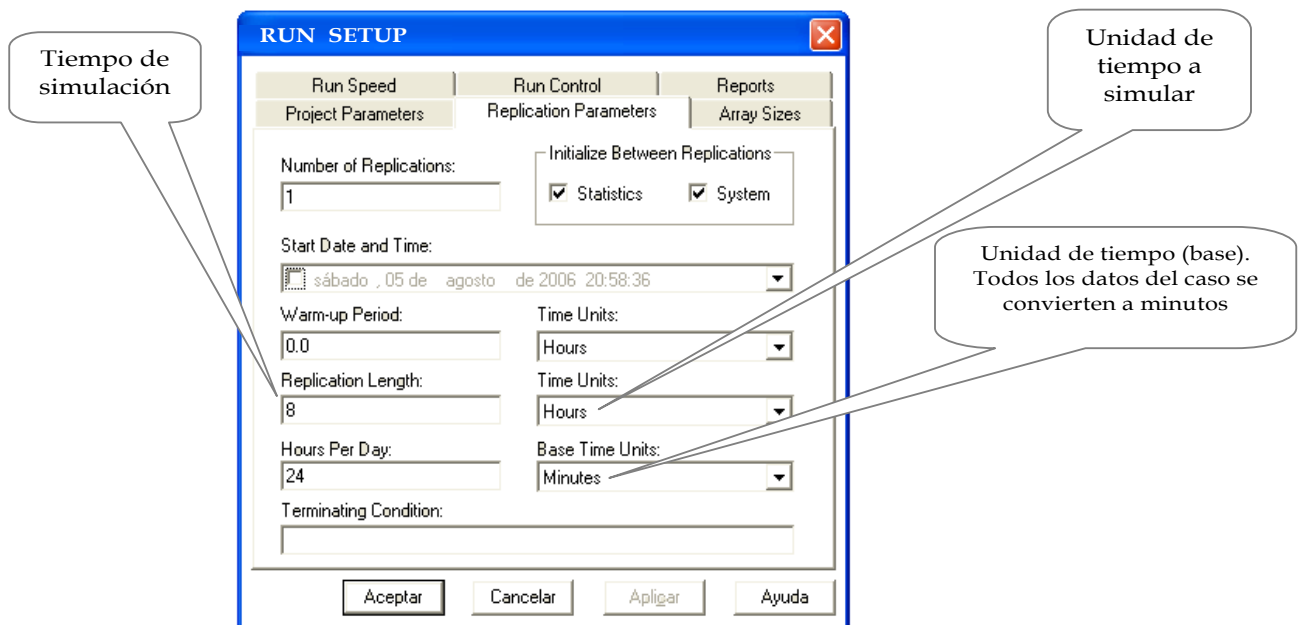 RUN SETUP
Tiempo de
simulación
Unidad de
tiempo a
simular
Run Speed
Run Control
Reports
Project Parameters
Replication Parameters
Array Sizes
Number of Replications:
1
Initialize Between Replications
Statistics
System
Start Date and Time:
sábado , 05 de agosto de 2006 20:58:36
Unidad de tiempo (base).
Todos los datos del caso se
convierten a minutos
Warm-up Period:
Time Units:
0.0
Hours
Replication Length:
Time Units:
8
Hours
Hours Per Day:
Base Time Units:
24
Minutes
Terminating Condition:
Aceptar
Cancelar
Aplicar
Ayuda